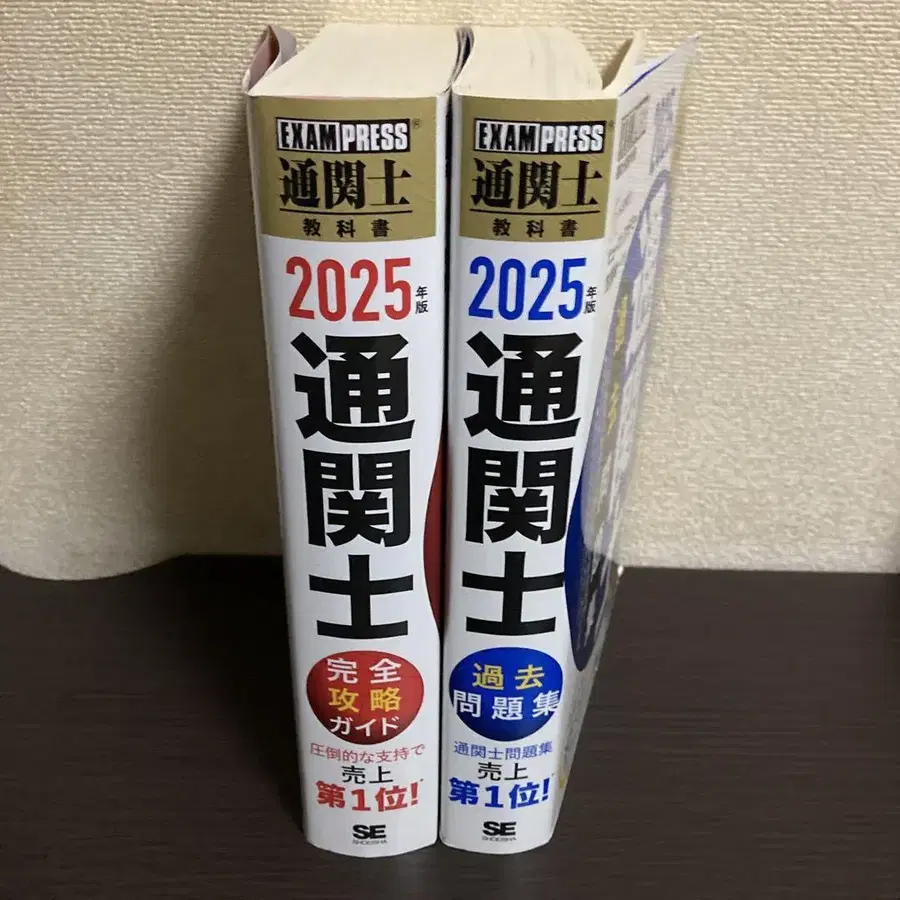 EXAMPRESS®
通関士
教科書
2025年版
通関士
完全
攻略
ガイド
圧倒的な支持で
売上
第1位!*
SE
SHOEISHA
EXAMPRESS®
通関士
教科書
2025年版
通関士
過去
問題集
通関士問題集
売上
第1位!*
SE
SHOEISHA